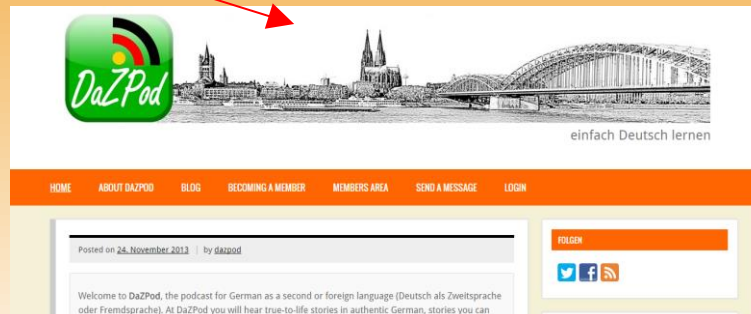 DaZPod
einfach Deutsch lernen
HOME ABOUT DAZPOD BLOG BECOMING A MEMBER MEMBERS AREA SEND A MESSAGE LOGIN
Posted on 24. November 2013 | by dazpod
FOLGEN
Welcome to DaZPod, the podcast for German as a second or foreign language (Deutsch als Zweitsprache
oder Fremdsprache). At DaZPod you will hear true-to-life stories in authentic German, stories you can